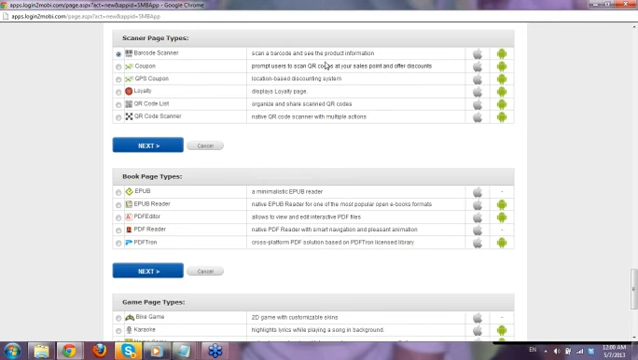 apps.login2mobi.com/page.aspx?act=new&appid=SMBApp - Google Chrome
apps.login2mobi.com/page.aspx?act=new&appid=SMBApp
Scaner Page Types:
Barcode Scanner scan a barcode and see the product information
Coupon prompt users to scan QR codes at your sales point and offer discounts
GPS Coupon location-based discounting system
Loyalty displays Loyalty page.
QR Code List organize and share scanned QR codes
QR Code Scanner native QR code scanner with multiple actions
NEXT > Cancel
Book Page Types:
EPUB a minimalistic EPUB reader -
EPUB Reader native EPUB Reader for one of the most popular open e-books formats
PDFEditor allows to view and edit interactive PDF files
PDF Reader native PDF Reader with smart navigation and pleasant animation -
PDFTron cross-platform PDF solution based on PDFTron licensed library
NEXT > Cancel
Game Page Types:
Bria Game 2D game with customizable skins -
Karaoke highlights lyrics while playing a song in background.
EN
12:00 AM
5/7/2013